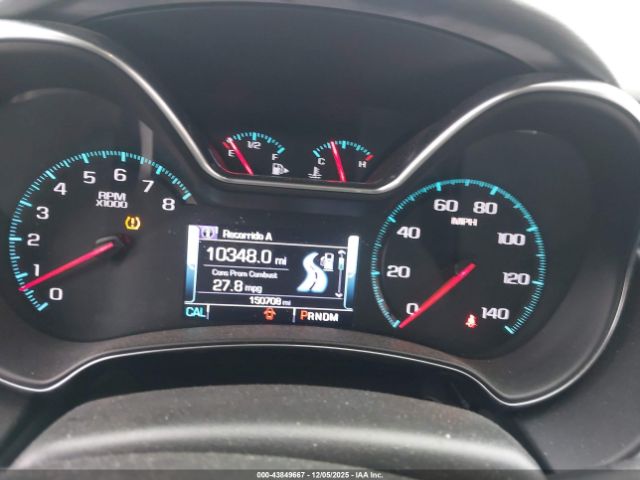 1/2
E F
C H
0 1 2 3 4 5 6 7 8
RPM
X1000
Recorrido A
10348.0 mi
Cons Prom Combust
27.8 mpg
150708 mi
CAL
PRNDM
0 20 40 60 80 100 120 140
MPH
000-43849667 - 12/05/2025 - IAAI.COM